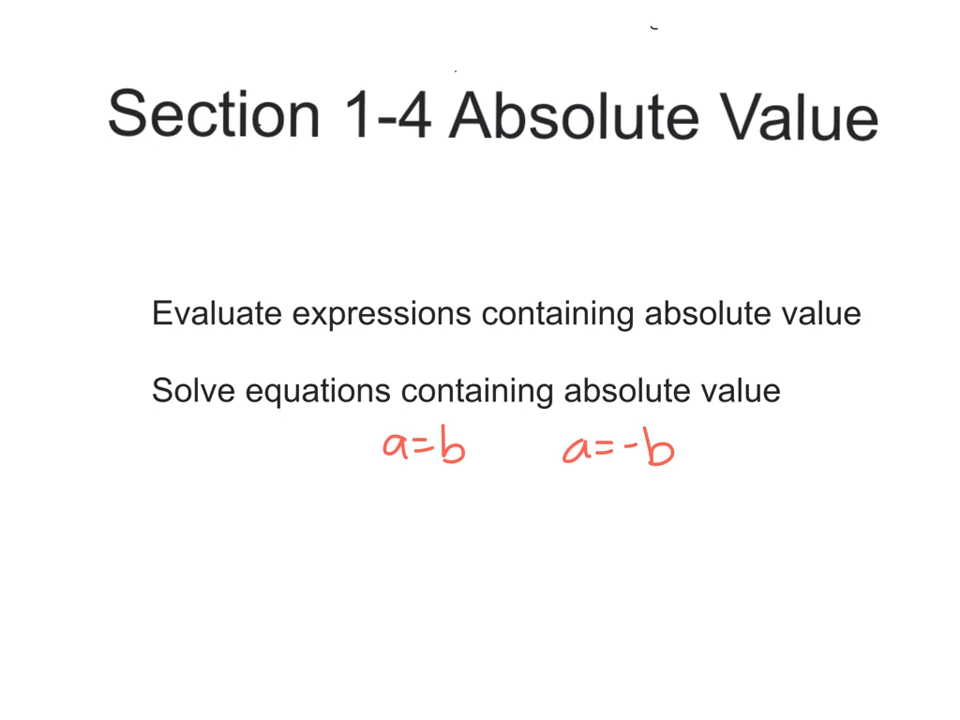 Section 1-4 Absolute Value
Evaluate expressions containing absolute value
Solve equations containing absolute value
a=b a=-b